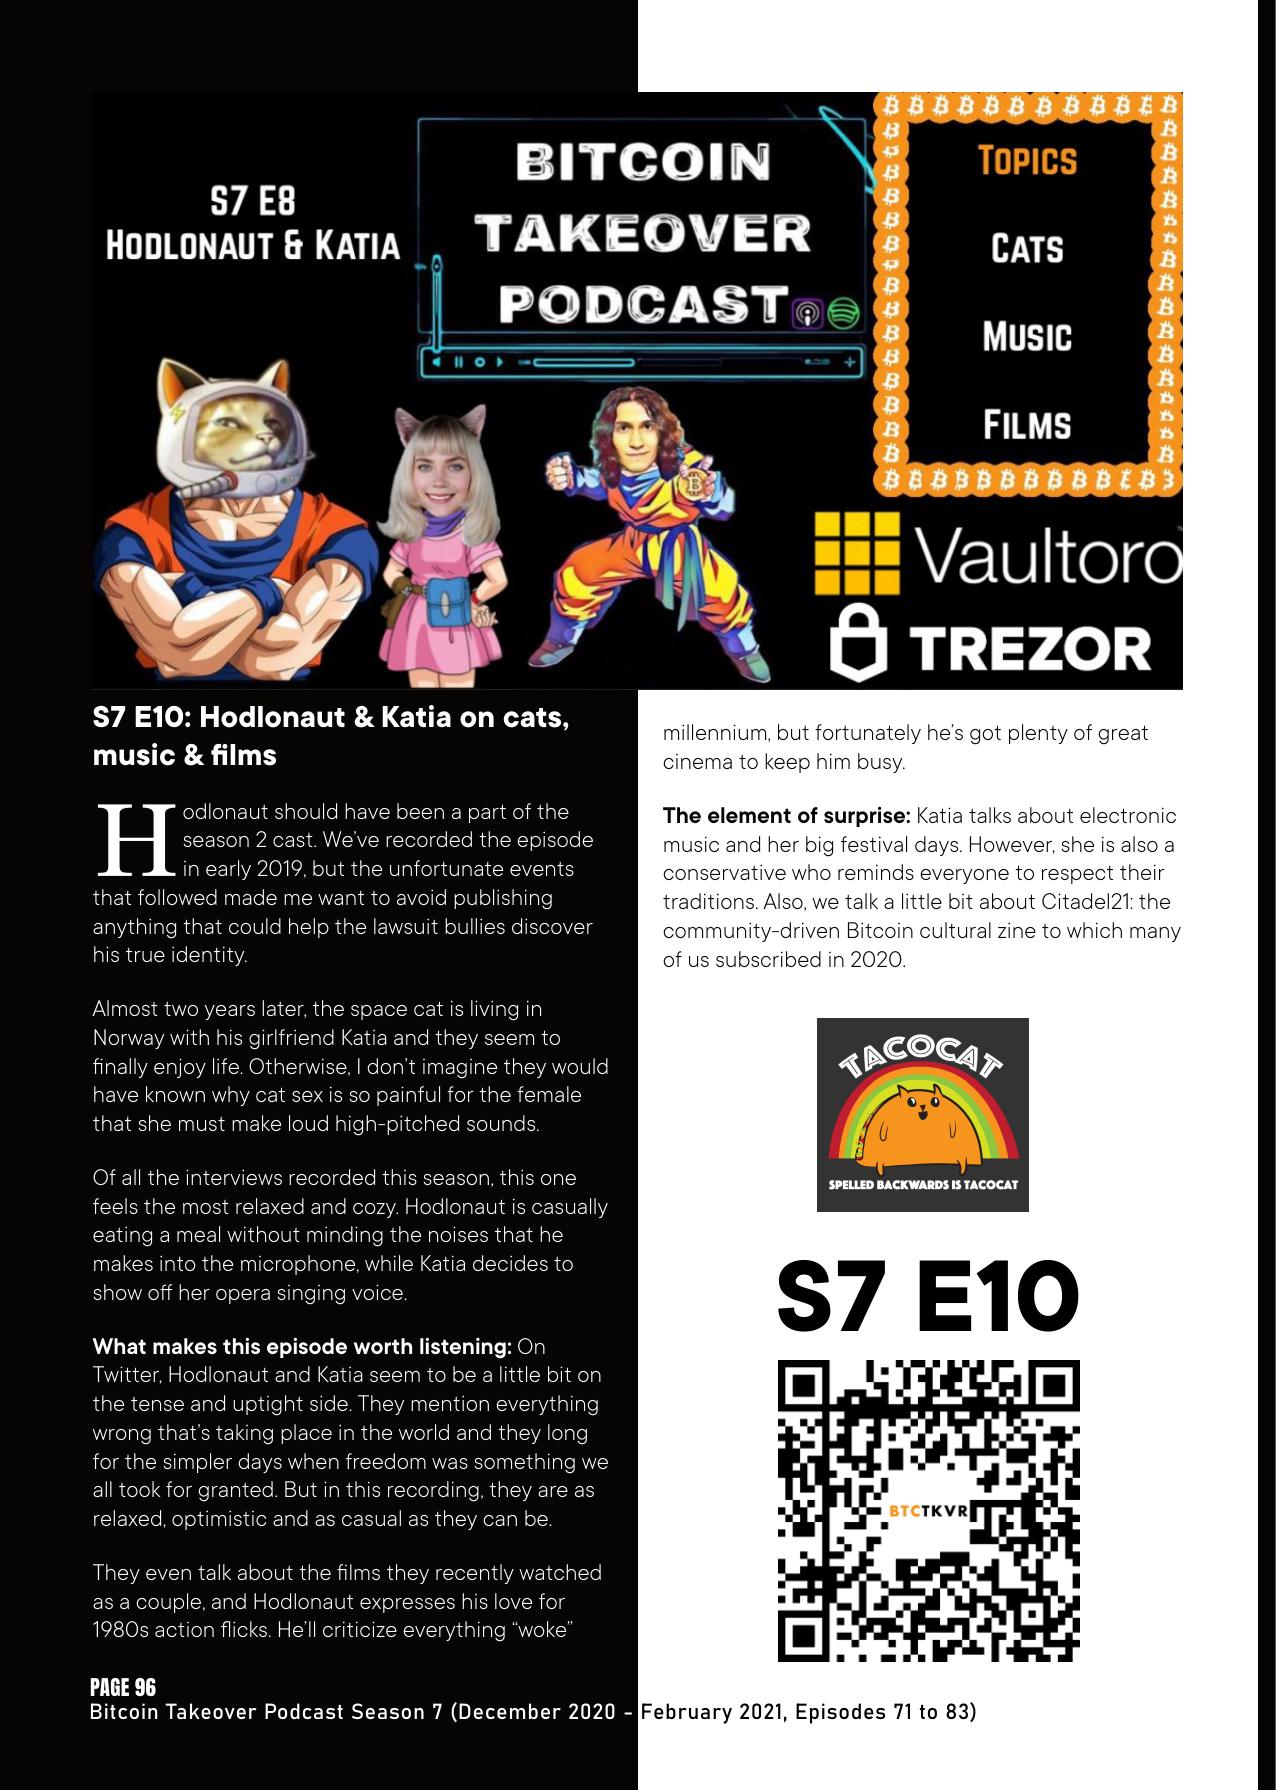 S7 E8
HODLONAUT & KATIA
BITCOIN
TAKEOVER
PODCAST
TOPICS
CATS
MUSIC
FILMS
Vaultoro
TREZOR
S7 E10: Hodlonaut & Katia on cats,
music & films
Hodlonaut should have been a part of the
season 2 cast. We’ve recorded the episode
in early 2019, but the unfortunate events
that followed made me want to avoid publishing
anything that could help the lawsuit bullies discover
his true identity.
Almost two years later, the space cat is living in
Norway with his girlfriend Katia and they seem to
finally enjoy life. Otherwise, I don’t imagine they would
have known why cat sex is so painful for the female
that she must make loud high-pitched sounds.
Of all the interviews recorded this season, this one
feels the most relaxed and cozy. Hodlonaut is casually
eating a meal without minding the noises that he
makes into the microphone, while Katia decides to
show off her opera singing voice.
What makes this episode worth listening: On
Twitter, Hodlonaut and Katia seem to be a little bit on
the tense and uptight side. They mention everything
wrong that’s taking place in the world and they long
for the simpler days when freedom was something we
all took for granted. But in this recording, they are as
relaxed, optimistic and as casual as they can be.
They even talk about the films they recently watched
as a couple, and Hodlonaut expresses his love for
1980s action flicks. He’ll criticize everything “woke”
millennium, but fortunately he’s got plenty of great
cinema to keep him busy.
The element of surprise: Katia talks about electronic
music and her big festival days. However, she is also a
conservative who reminds everyone to respect their
traditions. Also, we talk a little bit about Citadel21: the
community-driven Bitcoin cultural zine to which many
of us subscribed in 2020.
TACOCAT
SPELLED BACKWARDS IS TACOCAT
S7 E10
BTCTKVR
PAGE 96
Bitcoin Takeover Podcast Season 7 (December 2020 - February 2021, Episodes 71 to 83)